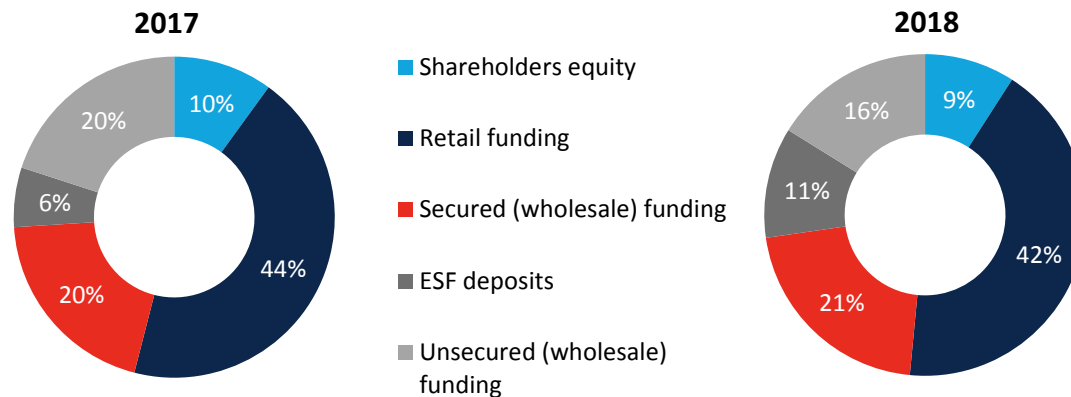 2017
10%
44%
20%
6%
20%
Shareholders equity
Retail funding
Secured (wholesale) funding
ESF deposits
Unsecured (wholesale)
funding
2018
9%
42%
21%
11%
16%